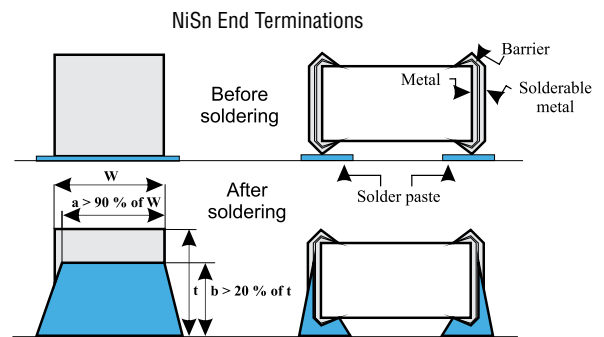 NiSn End Terminations
Barrier
Metal
Solderable
metal
Before
soldering
Solder paste
W
a > 90 % of W
After
soldering
t
b > 20 % of t